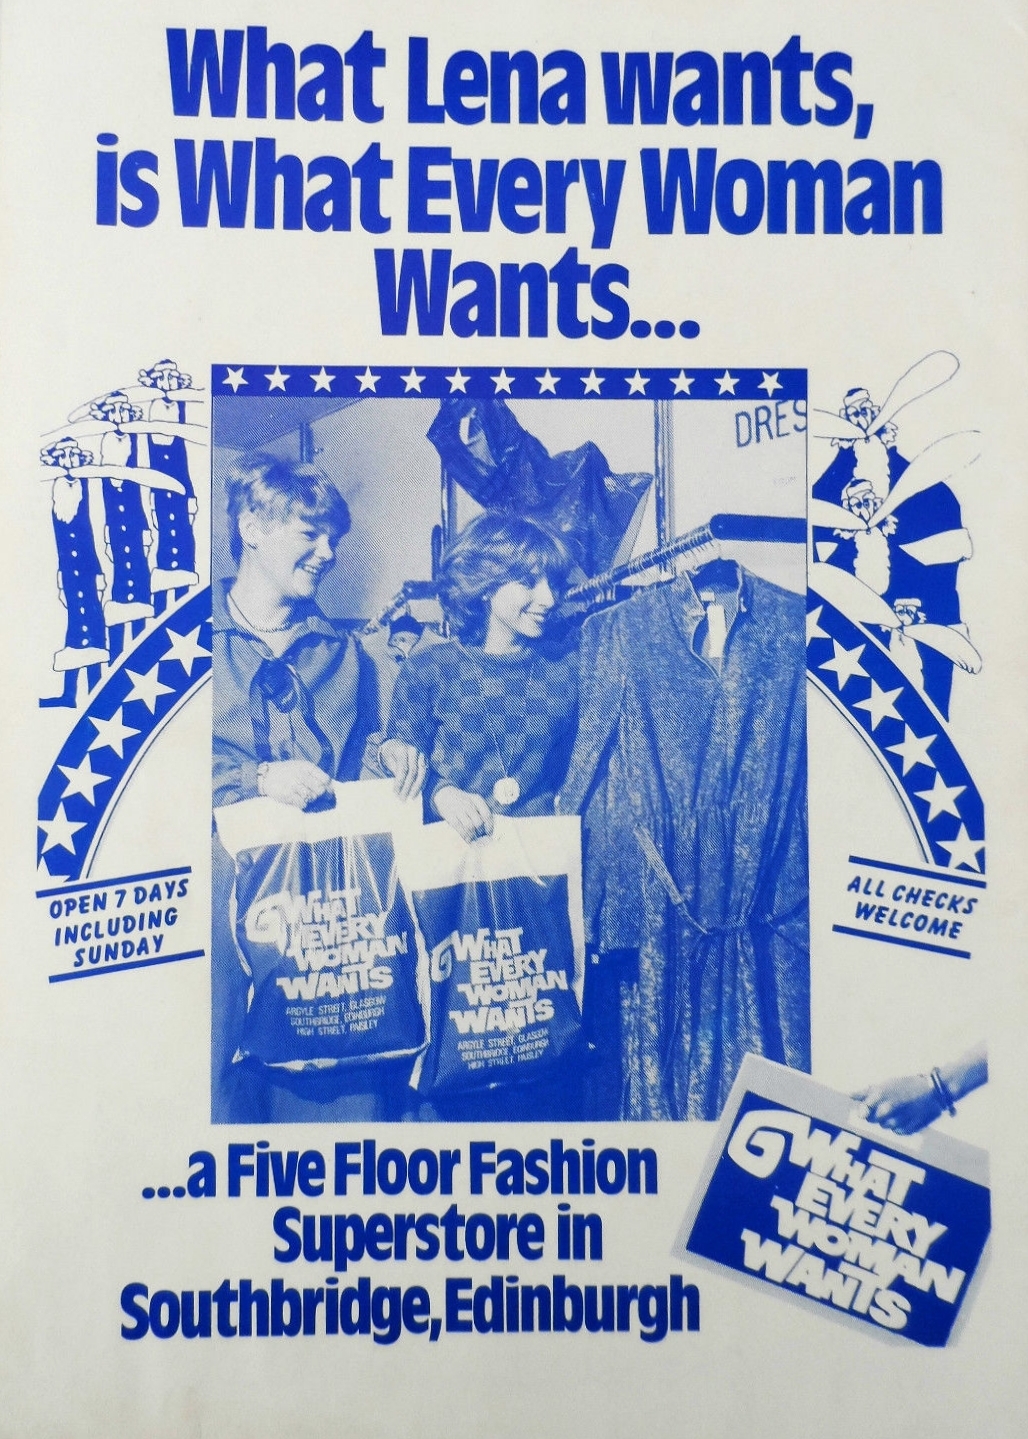 What Lena wants,
is What Every Woman
Wants...
DRES
OPEN 7 DAYS
INCLUDING
SUNDAY
ALL CHECKS
WELCOME
G WHAT
EVERY
WOMAN
WANTS
ARGYLE STREET, GLASGOW
SOUTHBRIDGE, EDINBURGH
HIGH STREET, PAISLEY
G WHAT
EVERY
WOMAN
WANTS
ARGYLE STREET, GLASGOW
SOUTHBRIDGE, EDINBURGH
HIGH STREET, PAISLEY
G WHAT
EVERY
WOMAN
WANTS
...a Five Floor Fashion
Superstore in
Southbridge, Edinburgh